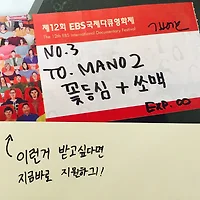 제12회 EBS국제다큐영화제
The 12th EBS International Documentary Festival
NO.3
TO. MANO2
꽃등심 + 쏘맥
EXP. ∞
이런거 받고싶다면
지금바로 지원하기!